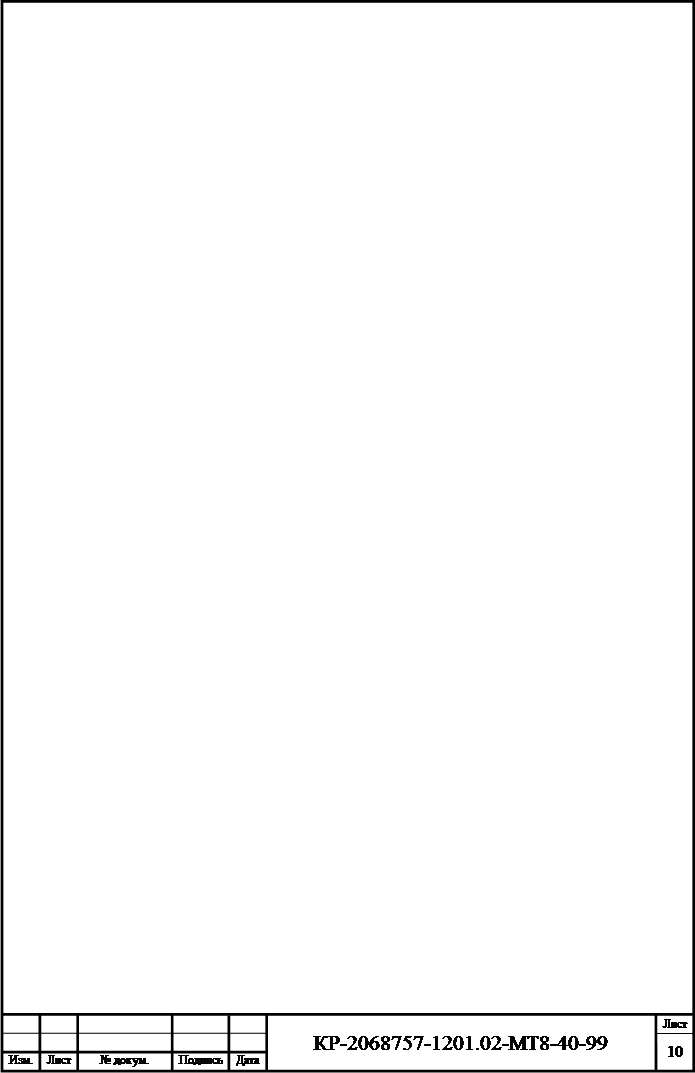 Лист
КР-2068757-1201.02-МТ8-40-99
10
Изм. Лист № докум. Подпись Дата